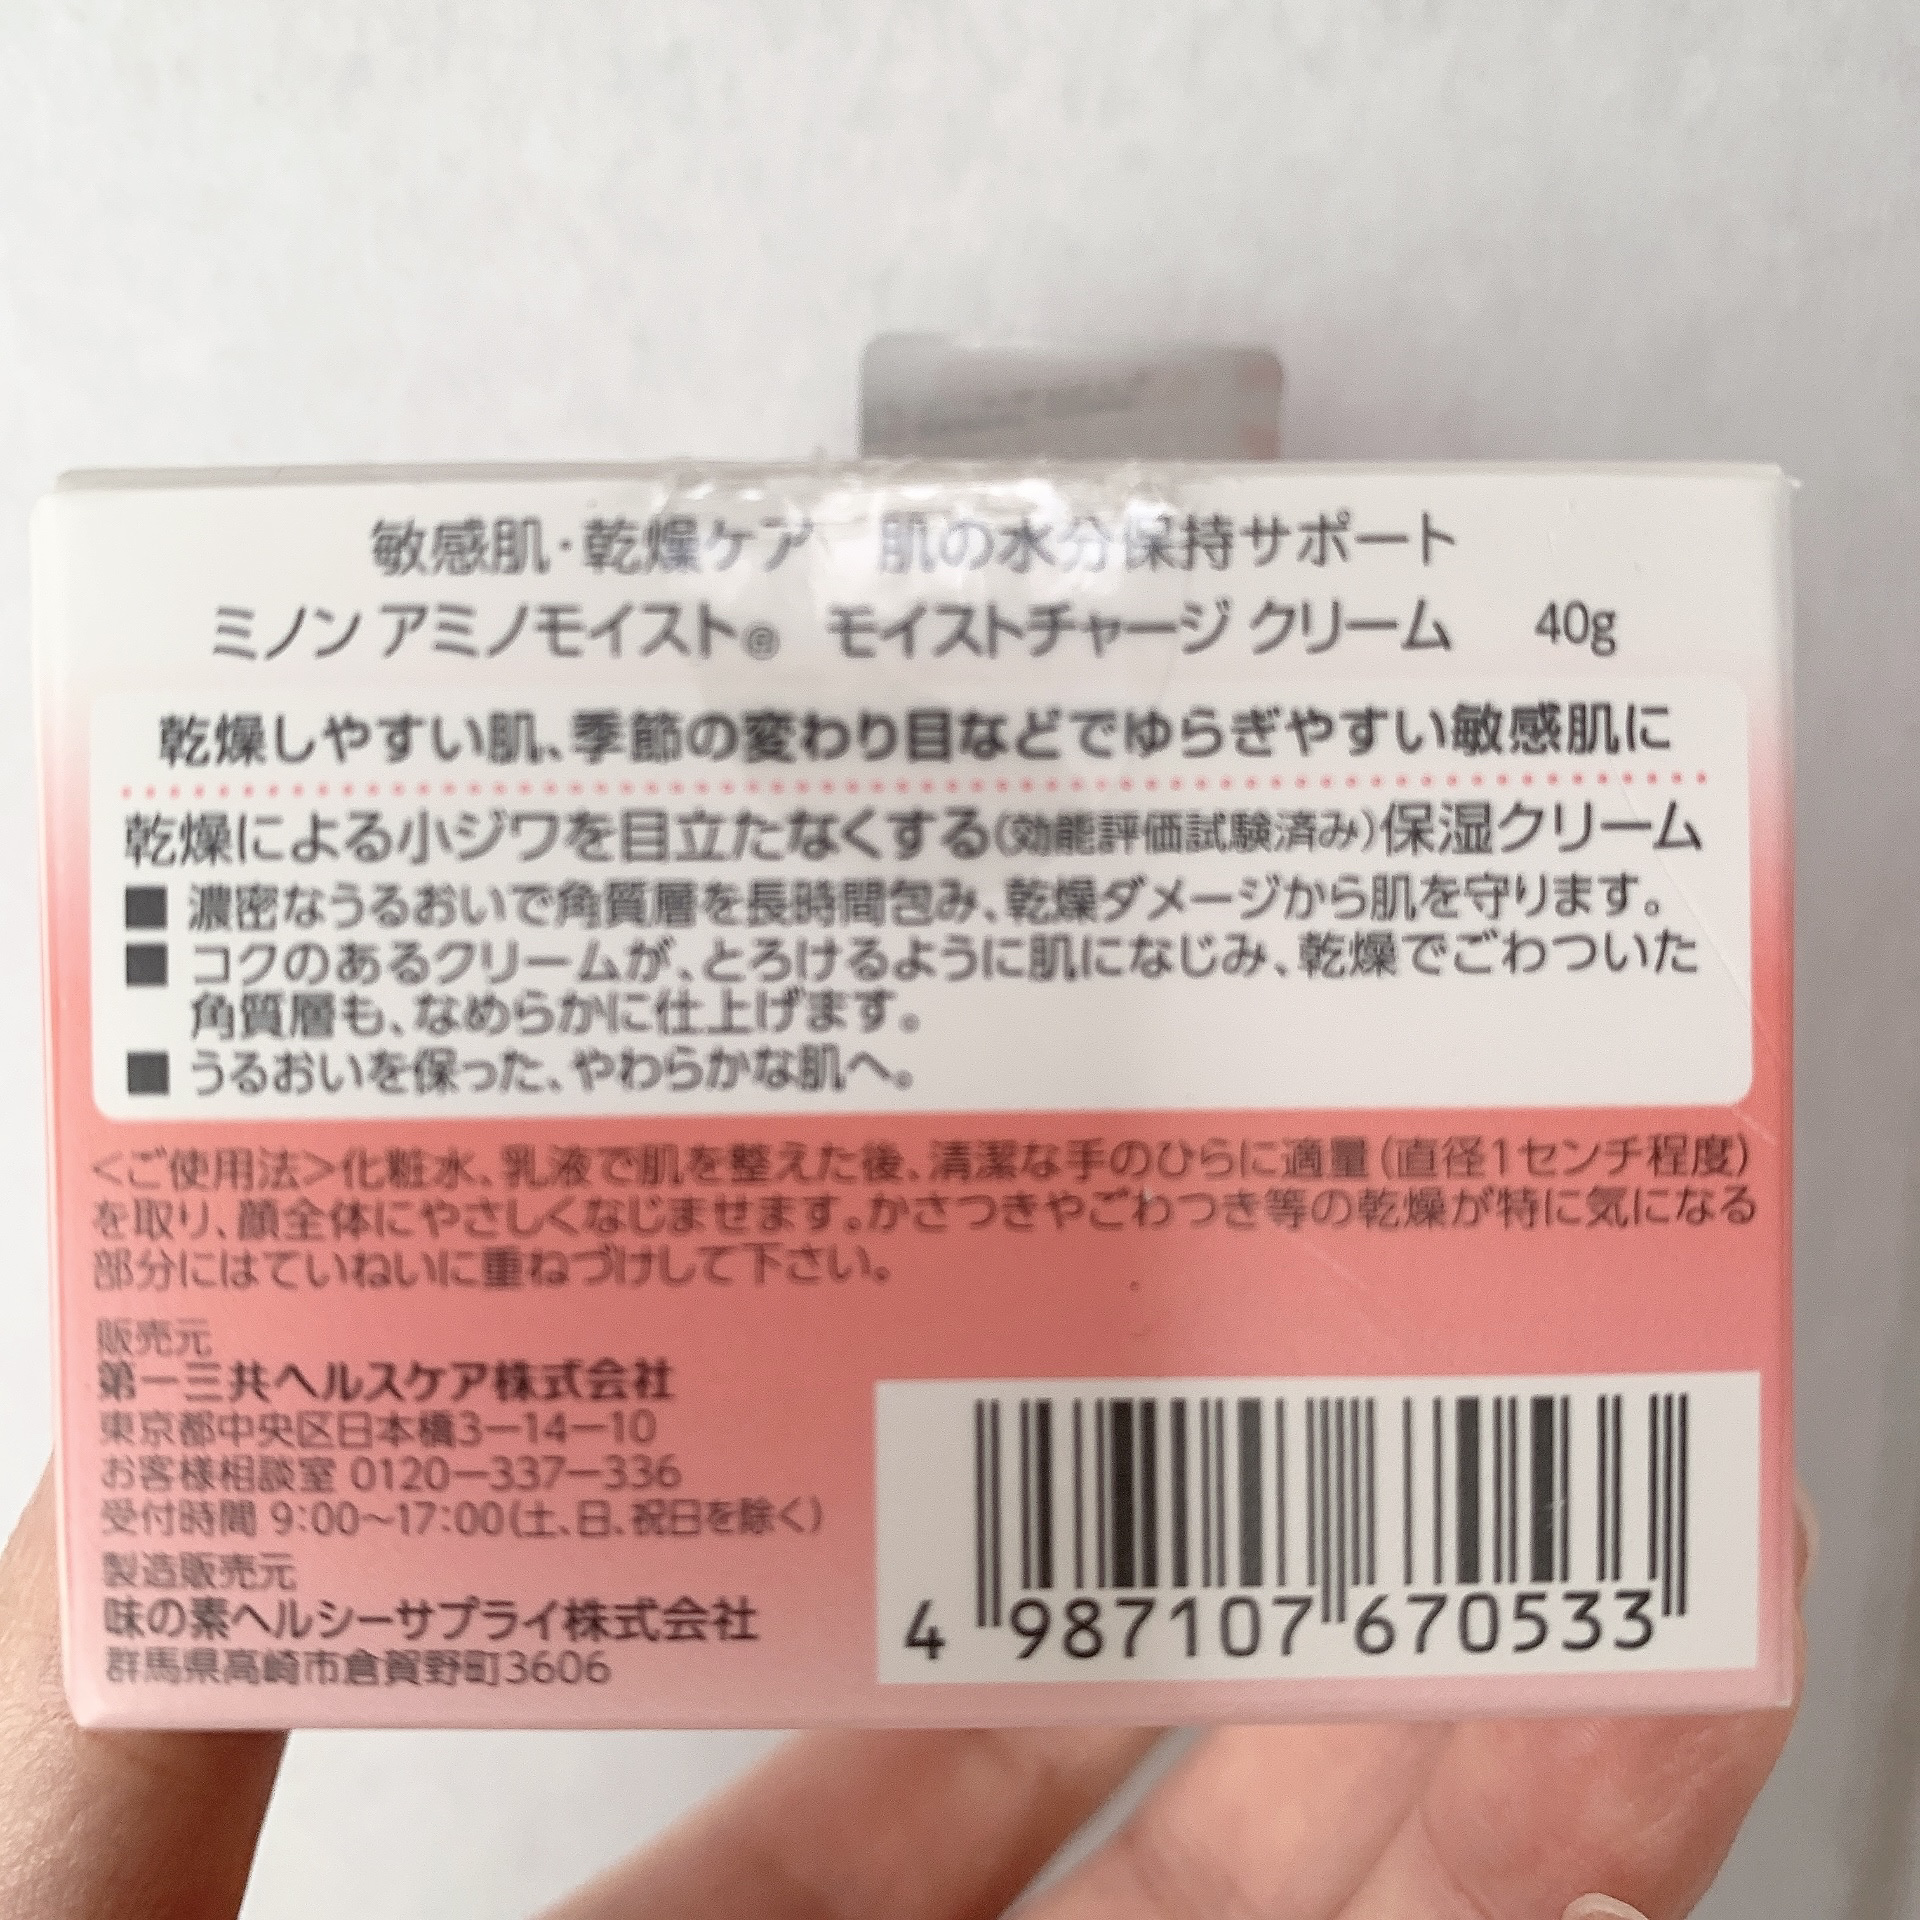 敏感肌・乾燥ケア 肌の水分保持サポート
ミノン アミノモイスト® モイストチャージ クリーム 40g
乾燥しやすい肌、季節の変わり目などでゆらぎやすい敏感肌に
乾燥による小ジワを目立たなくする(効能評価試験済み)保湿クリーム
■ 濃密なうるおいで角質層を長時間包み、乾燥ダメージから肌を守ります。
■ コクのあるクリームが、とろけるように肌になじみ、乾燥でごわついた
角質層も、なめらかに仕上げます。
■ うるおいを保った、やわらかな肌へ。
<ご使用法>化粧水、乳液で肌を整えた後、清潔な手のひらに適量(直径1センチ程度)
を取り、顔全体にやさしくなじませます。かさつきやごわつき等の乾燥が特に気になる
部分にはていねいに重ねづけして下さい。
販売元
第一三共ヘルスケア株式会社
東京都中央区日本橋3ー14ー10
お客様相談室 0120ー337ー336
受付時間 9:00〜17:00(土、日、祝日を除く)
製造販売元
味の素ヘルシーサプライ株式会社
群馬県高崎市倉賀野町3606
4 987107 670533